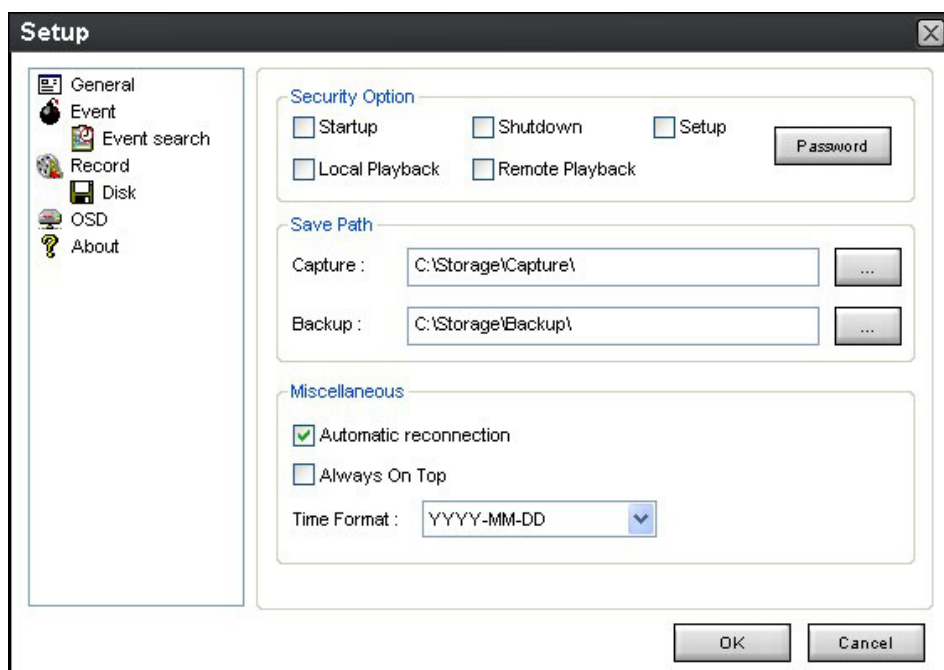 Setup
General
Event
Event search
Record
Disk
OSD
About
Security Option
Startup
Shutdown
Setup
Local Playback
Remote Playback
Password
Save Path
Capture :
C:\Storage\Capture\
...
Backup :
C:\Storage\Backup\
...
Miscellaneous
Automatic reconnection
Always On Top
Time Format :
YYYY-MM-DD
OK
Cancel